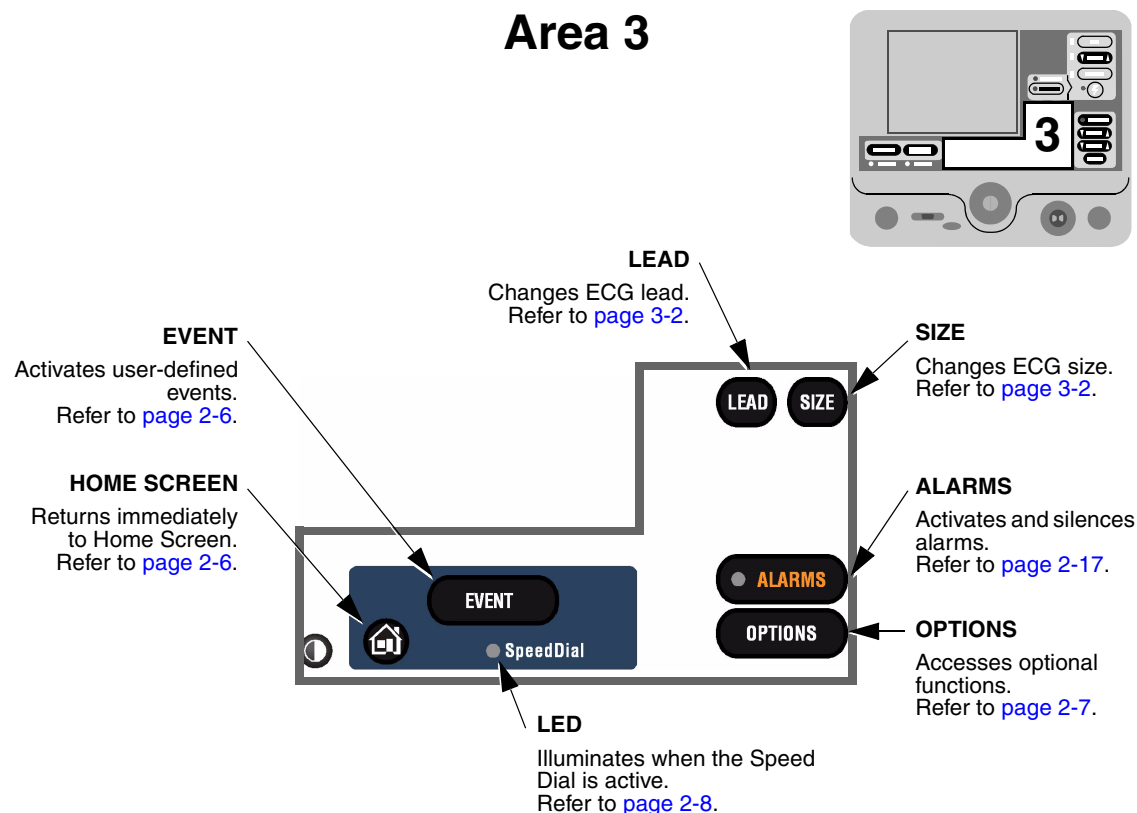 Area 3
3
LEAD
Changes ECG lead.
Refer to page 3-2.
EVENT
Activates user-defined
events.
Refer to page 2-6.
SIZE
Changes ECG size.
Refer to page 3-2.
LEAD
SIZE
HOME SCREEN
Returns immediately
to Home Screen.
Refer to page 2-6.
ALARMS
Activates and silences
alarms.
Refer to page 2-17.
ALARMS
EVENT
OPTIONS
SpeedDial
OPTIONS
Accesses optional
functions.
Refer to page 2-7.
LED
Illuminates when the Speed
Dial is active.
Refer to page 2-8.